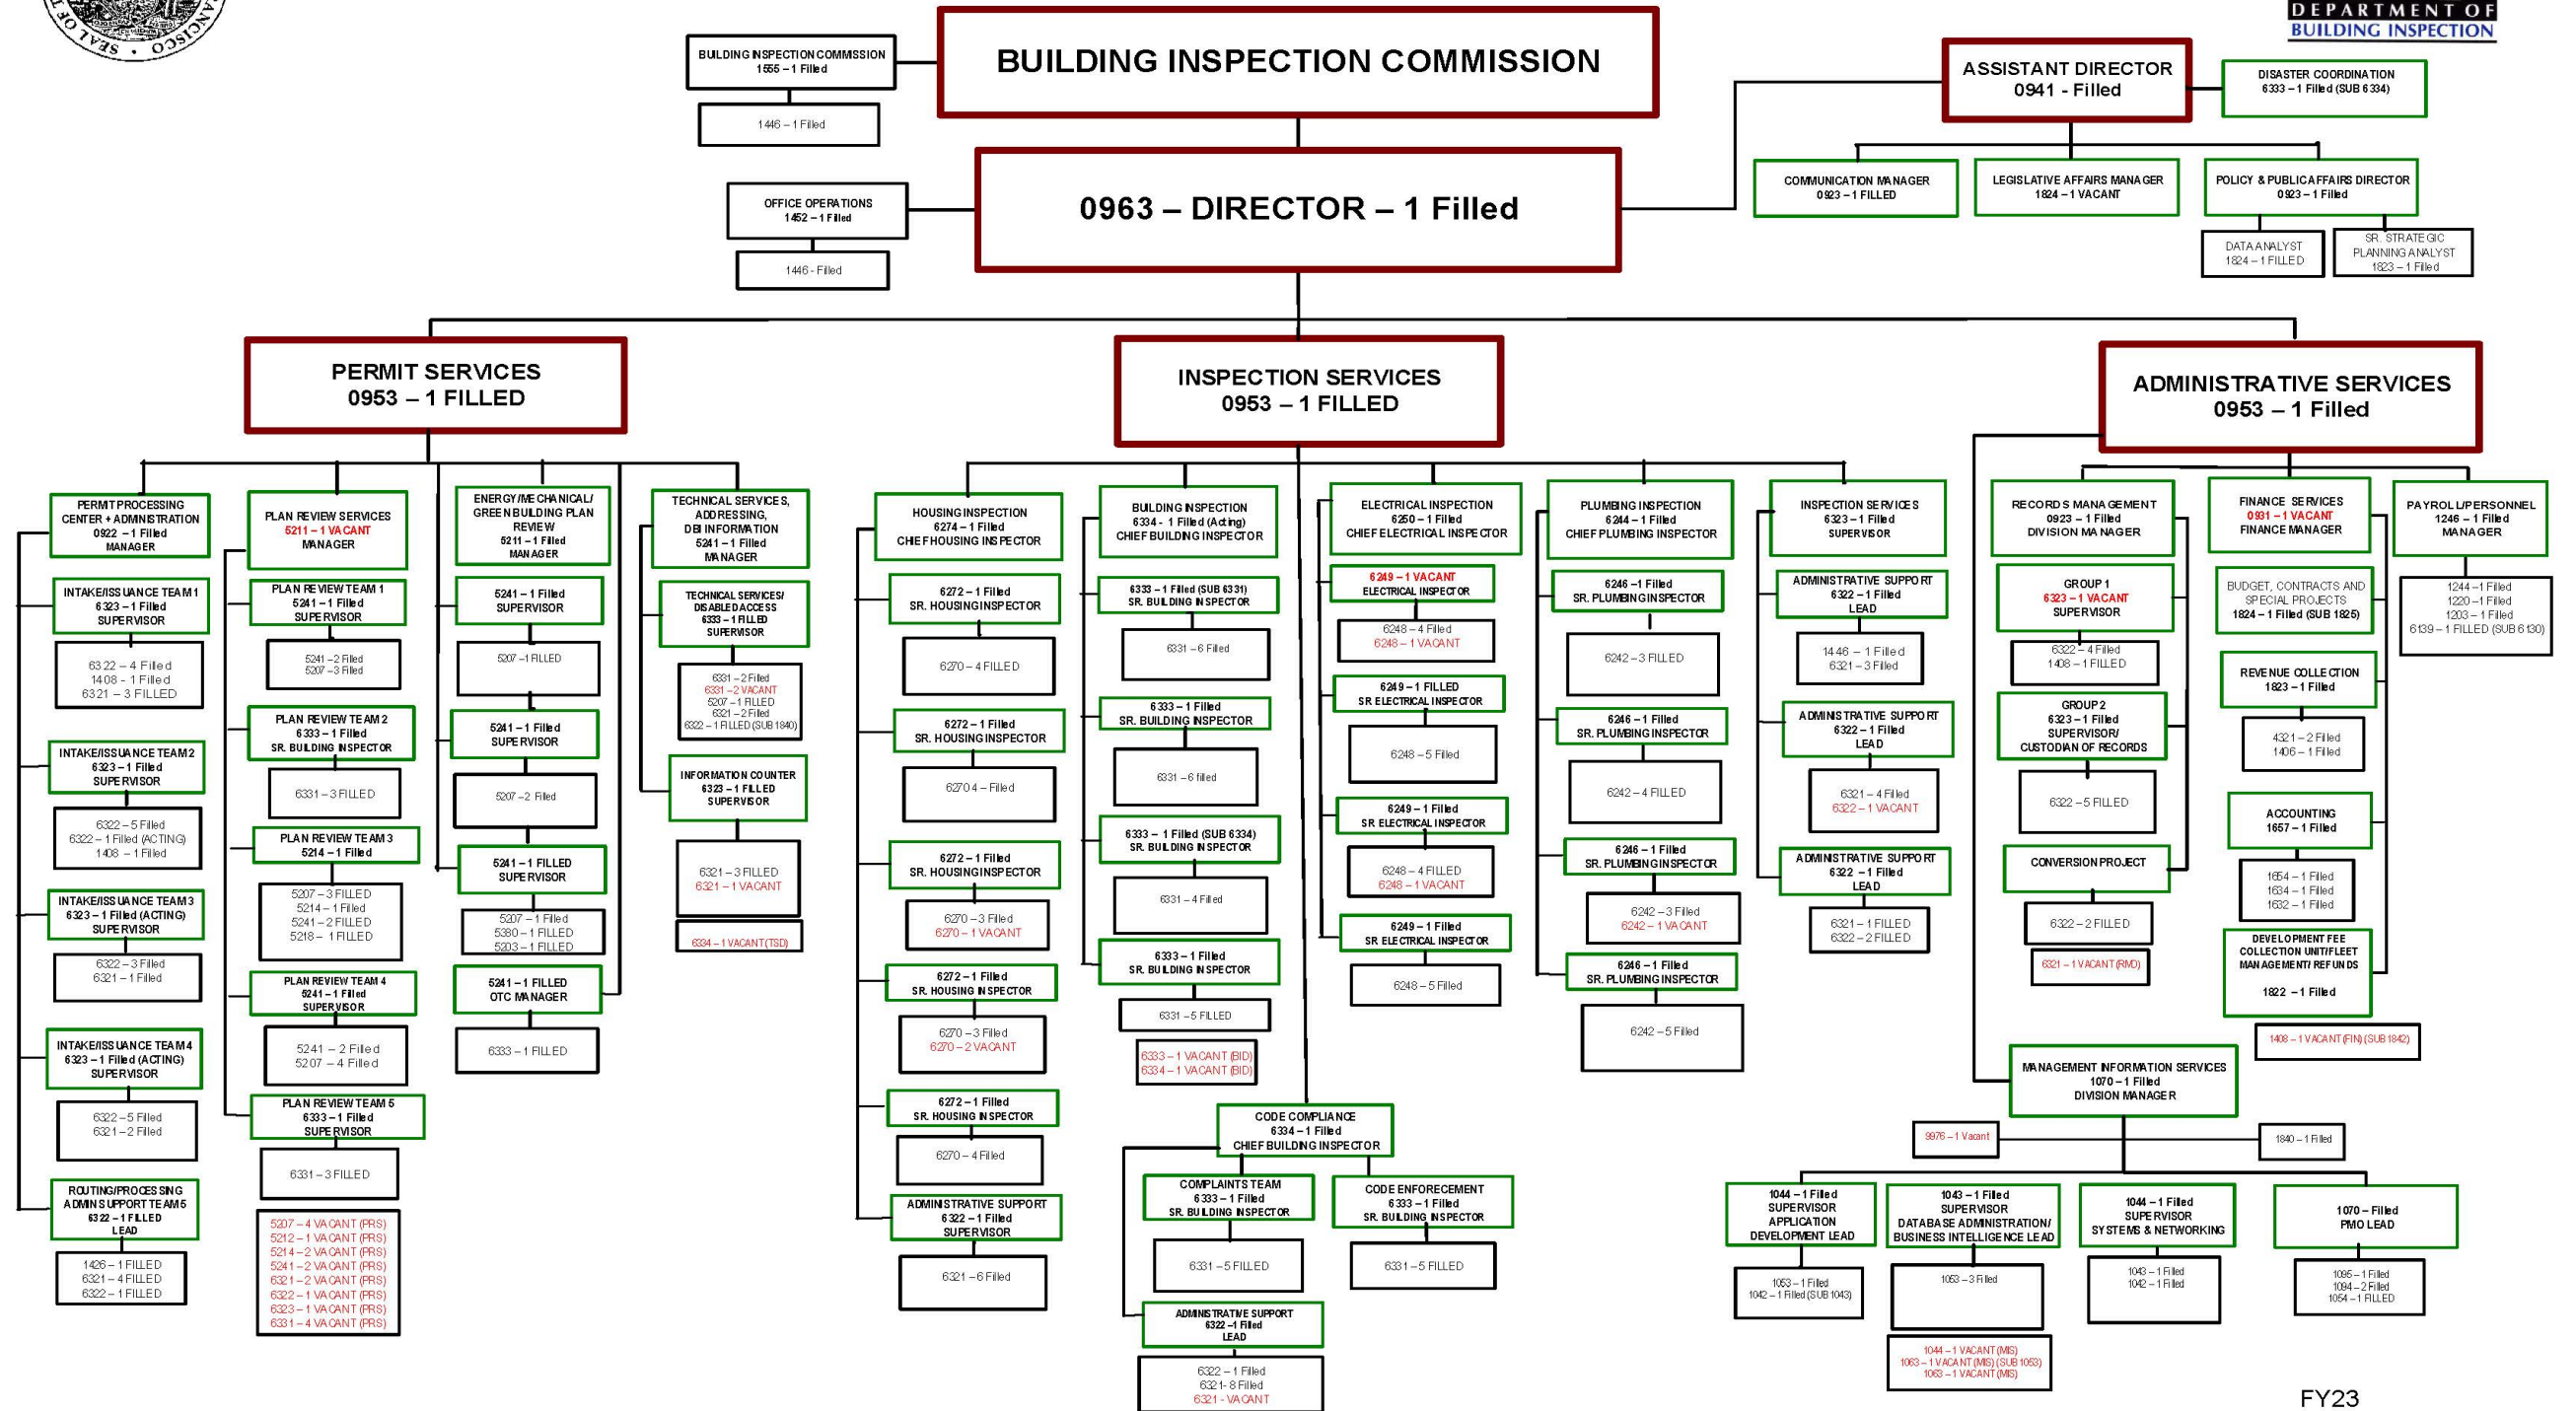 SEAL OF T
ANCISCO
DEPARTMENT OF
BUILDING INSPECTION
BUILDING INSPECTION COMMISSION
BUILDING INSPECTION COMMISSION
1555 – 1 Filled
1446 – 1 Filled
ASSISTANT DIRECTOR
0941 - Filled
DISASTER COORDINATION
6333 – 1 Filled (SUB 6334)
COMMUNICATION MANAGER
0923 – 1 FILLED
LEGISLATIVE AFFAIRS MANAGER
1824 – 1 VACANT
POLICY & PUBLIC AFFAIRS DIRECTOR
0923 – 1 Filled
DATA ANALYST
1824 – 1 FILLED
SR. STRATEGIC
PLANNING ANALYST
1823 – 1 Filled
0963 – DIRECTOR – 1 Filled
OFFICE OPERATIONS
1452 – 1 Filled
1446 - Filled
PERMIT SERVICES
0953 – 1 FILLED
INSPECTION SERVICES
0953 – 1 FILLED
ADMINISTRATIVE SERVICES
0953 – 1 Filled
PERMIT PROCESSING
CENTER + ADMINISTRATION
0922 – 1 Filled
MANAGER
INTAKE/ISSUANCE TEAM 1
6323 – 1 Filled
SUPERVISOR
6322 – 4 Filled
1408 - 1 Filled
6321 – 3 FILLED
INTAKE/ISSUANCE TEAM 2
6323 – 1 Filled
SUPERVISOR
6322 – 5 Filled
6322 – 1 Filled (ACTING)
1408 – 1 Filled
INTAKE/ISSUANCE TEAM 3
6323 – 1 Filled (ACTING)
SUPERVISOR
6322 – 3 Filled
6321 – 1 Filled
INTAKE/ISSUANCE TEAM 4
6323 – 1 Filled (ACTING)
SUPERVISOR
6322 – 5 Filled
6321 – 2 Filled
ROUTING/PROCESSING
ADMIN SUPPORT TEAM 5
6322 – 1 FILLED
LEAD
1426 – 1 FILLED
6321 – 4 FILLED
6322 – 1 FILLED
PLAN REVIEW SERVICES
5211 – 1 VACANT
MANAGER
PLAN REVIEW TEAM 1
5241 – 1 Filled
SUPERVISOR
5241 – 2 Filled
5207 – 3 Filled
PLAN REVIEW TEAM 2
6333 – 1 Filled
SR. BUILDING INSPECTOR
6331 – 3 FILLED
PLAN REVIEW TEAM 3
5214 – 1 Filled
5207 – 3 FILLED
5214 – 1 Filled
5241 – 2 FILLED
5218 – 1 FILLED
PLAN REVIEW TEAM 4
5241 – 1 Filled
SUPERVISOR
5241 – 2 Filled
5207 – 4 Filled
PLAN REVIEW TEAM 5
6333 – 1 Filled
SUPERVISOR
6331 – 3 FILLED
5207 – 4 VACANT (PRS)
5212 – 1 VACANT (PRS)
5214 – 2 VACANT (PRS)
5241 – 2 VACANT (PRS)
6321 – 2 VACANT (PRS)
6322 – 1 VACANT (PRS)
6323 – 1 VACANT (PRS)
6331 – 4 VACANT (PRS)
ENERGY/MECHANICAL/
GREEN BUILDING PLAN
REVIEW
5211 – 1 Filled
MANAGER
5241 – 1 Filled
SUPERVISOR
5207 – 1 FILLED
5241 – 1 Filled
SUPERVISOR
5207 – 2 Filled
5241 – 1 FILLED
SUPERVISOR
5207 – 1 Filled
5380 – 1 FILLED
5203 – 1 FILLED
5241 – 1 FILLED
OTC MANAGER
6333 – 1 FILLED
TECHNICAL SERVICES,
ADDRESSING,
DBI INFORMATION
5241 – 1 Filled
MANAGER
TECHNICAL SERVICES/
DISABLED ACCESS
6333 – 1 FILLED
SUPERVISOR
6331 – 2 Filled
6331 – 2 VACANT
5207 – 1 FILLED
6321 – 2 Filled
6322 – 1 FILLED (SUB 1840)
INFORMATION COUNTER
6323 – 1 FILLED
SUPERVISOR
6321 – 3 FILLED
6321 – 1 VACANT
6334 – 1 VACANT (TSD)
HOUSING INSPECTION
6274 – 1 Filled
CHIEF HOUSING INSPECTOR
6272 – 1 Filled
SR. HOUSING INSPECTOR
6270 – 4 FILLED
6272 – 1 Filled
SR. HOUSING INSPECTOR
6270 4 – Filled
6272 – 1 Filled
SR. HOUSING INSPECTOR
6270 – 3 Filled
6270 – 1 VACANT
6272 – 1 Filled
SR. HOUSING INSPECTOR
6270 – 3 Filled
6270 – 2 VACANT
6272 – 1 Filled
SR. HOUSING INSPECTOR
6270 – 4 Filled
ADMINISTRATIVE SUPPORT
6322 – 1 Filled
SUPERVISOR
6321 – 6 Filled
BUILDING INSPECTION
6334 - 1 Filled (Acting)
CHIEF BUILDING INSPECTOR
6333 – 1 Filled (SUB 6331)
SR. BUILDING INSPECTOR
6331 – 6 Filled
6333 – 1 Filled
SR. BUILDING INSPECTOR
6331 – 6 filled
6333 – 1 Filled (SUB 6334)
SR. BUILDING INSPECTOR
6331 – 4 Filled
6333 – 1 Filled
SR. BUILDING INSPECTOR
6331 – 5 FILLED
6333 – 1 VACANT (BID)
6334 – 1 VACANT (BID)
CODE COMPLIANCE
6334 – 1 Filled
CHIEF BUILDING INSPECTOR
COMPLAINTS TEAM
6333 – 1 Filled
SR. BUILDING INSPECTOR
6331 – 5 FILLED
CODE ENFORECEMENT
6333 – 1 Filled
SR. BUILDING INSPECTOR
6331 – 5 FILLED
ADMINISTRATIVE SUPPORT
6322 –1 Filled
LEAD
6322 – 1 Filled
6321- 8 Filled
6321 - VACANT
ELECTRICAL INSPECTION
6250 – 1 Filled
CHIEF ELECTRICAL INSPECTOR
6249 – 1 VACANT
ELECTRICAL INSPECTOR
6248 – 4 Filled
6248 – 1 VACANT
6249 – 1 FILLED
SR ELECTRICAL INSPECTOR
6248 – 5 Filled
6249 – 1 Filled
SR ELECTRICAL INSPECTOR
6248 – 4 FILLED
6248 – 1 VACANT
6249 – 1 Filled
SR ELECTRICAL INSPECTOR
6248 – 5 Filled
PLUMBING INSPECTION
6244 – 1 Filled
CHIEF PLUMBING INSPECTOR
6246 –1 Filled
SR. PLUMBING INSPECTOR
6242 – 3 FILLED
6246 – 1 Filled
SR. PLUMBING INSPECTOR
6242 – 4 FILLED
6246 – 1 Filled
SR. PLUMBING INSPECTOR
6242 – 3 Filled
6242 – 1 VACANT
6246 – 1 Filled
SR. PLUMBING INSPECTOR
6242 – 5 Filled
INSPECTION SERVICES
6323 – 1 Filled
SUPERVISOR
ADMINISTRATIVE SUPPORT
6322 – 1 Filled
LEAD
1446 – 1 Filled
6321 – 3 Filled
ADMINISTRATIVE SUPPORT
6322 – 1 Filled
LEAD
6321 – 4 Filled
6322 – 1 VACANT
ADMINISTRATIVE SUPPORT
6322 – 1 Filled
LEAD
6321 – 1 FILLED
6322 – 2 FILLED
RECORDS MANAGEMENT
0923 – 1 Filled
DIVISION MANAGER
GROUP 1
6323 – 1 VACANT
SUPERVISOR
6322 – 4 Filled
1408 – 1 FILLED
GROUP 2
6323 – 1 Filled
SUPERVISOR/
CUSTODIAN OF RECORDS
6322 – 5 FILLED
CONVERSION PROJECT
6322 – 2 FILLED
6321 – 1 VACANT (RMD)
FINANCE SERVICES
0931 – 1 VACANT
FINANCE MANAGER
BUDGET, CONTRACTS AND
SPECIAL PROJECTS
1824 – 1 Filled (SUB 1825)
REVENUE COLLECTION
1823 – 1 Filled
4321 – 2 Filled
1406 – 1 Filled
ACCOUNTING
1657 – 1 Filled
1654 – 1 Filled
1634 – 1 Filled
1632 – 1 Filled
DEVELOPMENT FEE
COLLECTION UNIT/FLEET
MANAGEMENT/ REFUNDS
1822 – 1 Filled
1408 – 1 VACANT (FIN) (SUB 1842)
PAYROLL/PERSONNEL
1246 – 1 Filled
MANAGER
1244 – 1 Filled
1220 – 1 Filled
1203 – 1 Filled
6139 – 1 FILLED (SUB 6130)
MANAGEMENT INFORMATION SERVICES
1070 – 1 Filled
DIVISION MANAGER
9976 – 1 Vacant
1840 – 1 Filled
1044 – 1 Filled
SUPERVISOR
APPLICATION
DEVELOPMENT LEAD
1053 – 1 Filled
1042 – 1 Filled (SUB 1043)
1043 – 1 Filled
SUPERVISOR
DATABASE ADMINISTRATION/
BUSINESS INTELLIGENCE LEAD
1053 – 3 Filled
1044 – 1 VACANT (MIS)
1063 – 1 VACANT (MIS) (SUB 1053)
1063 – 1 VACANT (MIS)
1044 – 1 Filled
SUPERVISOR
SYSTEMS & NETWORKING
1043 – 1 Filled
1042 – 1 Filled
1070 – Filled
PMO LEAD
1095 – 1 Filled
1094 – 2 Filled
1054 – 1 FILLED
FY23